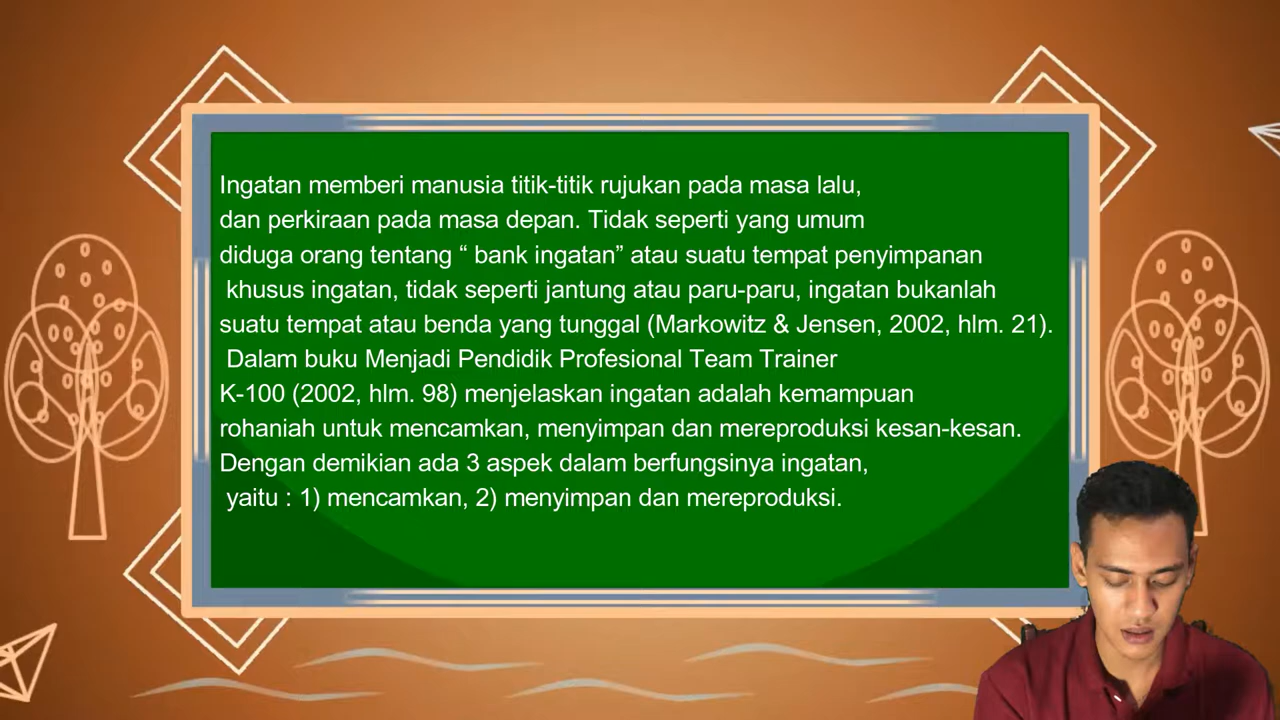 Ingatan memberi manusia titik-titik rujukan pada masa lalu,
dan perkiraan pada masa depan. Tidak seperti yang umum
diduga orang tentang “ bank ingatan” atau suatu tempat penyimpanan
khusus ingatan, tidak seperti jantung atau paru-paru, ingatan bukanlah
suatu tempat atau benda yang tunggal (Markowitz & Jensen, 2002, hlm. 21).
Dalam buku Menjadi Pendidik Profesional Team Trainer
K-100 (2002, hlm. 98) menjelaskan ingatan adalah kemampuan
rohaniah untuk mencamkan, menyimpan dan mereproduksi kesan-kesan.
Dengan demikian ada 3 aspek dalam berfungsinya ingatan,
yaitu : 1) mencamkan, 2) menyimpan dan mereproduksi.